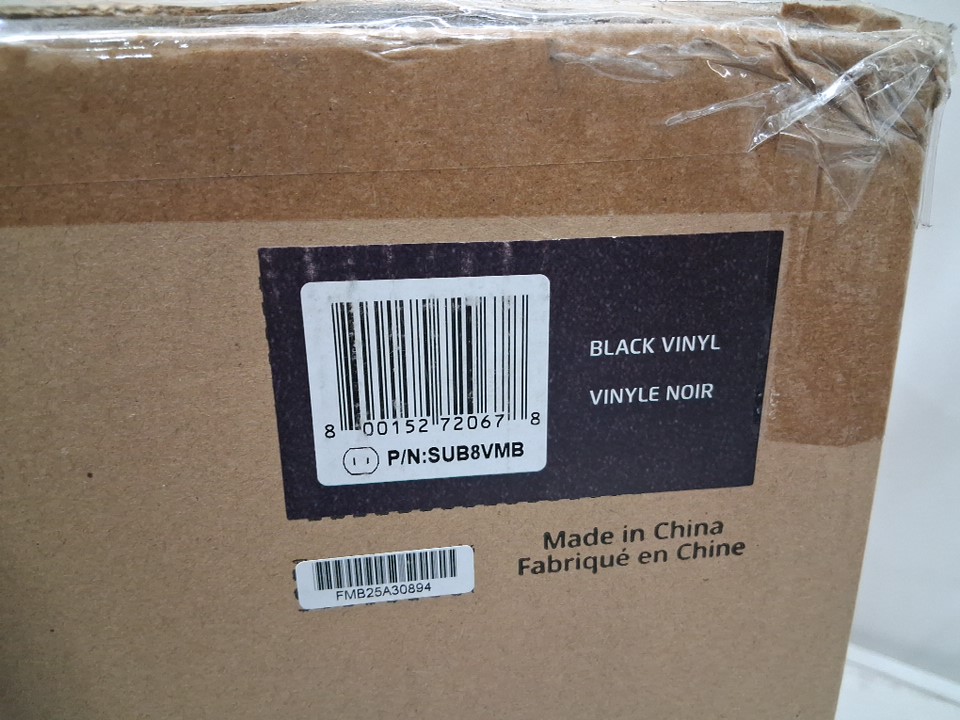 BLACK VINYL
VINYLE NOIR
8 00152 72067 8
P/N:SUB8VMB
Made in China
Fabriqué en Chine
FMB25A30894